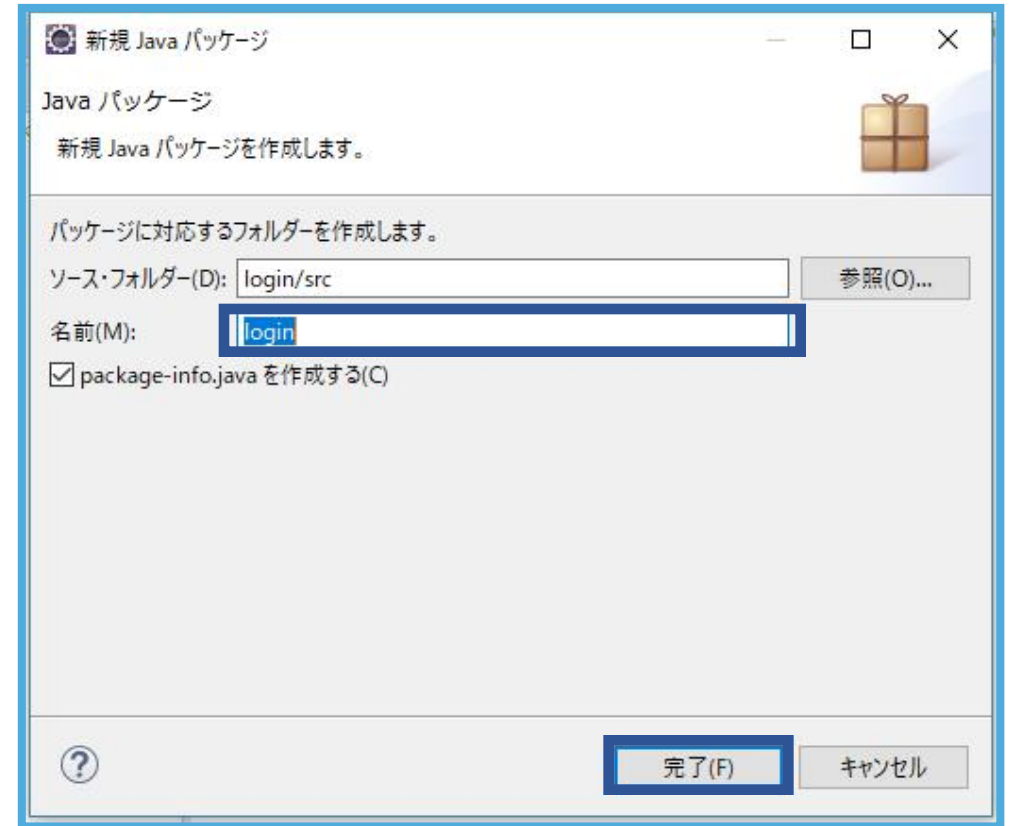 新規 Java パッケージ
Java パッケージ
新規 Java パッケージを作成します。
パッケージに対応するフォルダーを作成します。
ソース・フォルダー(D): login/src 参照(O)...
名前(M): login
package-info.java を作成する(C)
完了(F) キャンセル